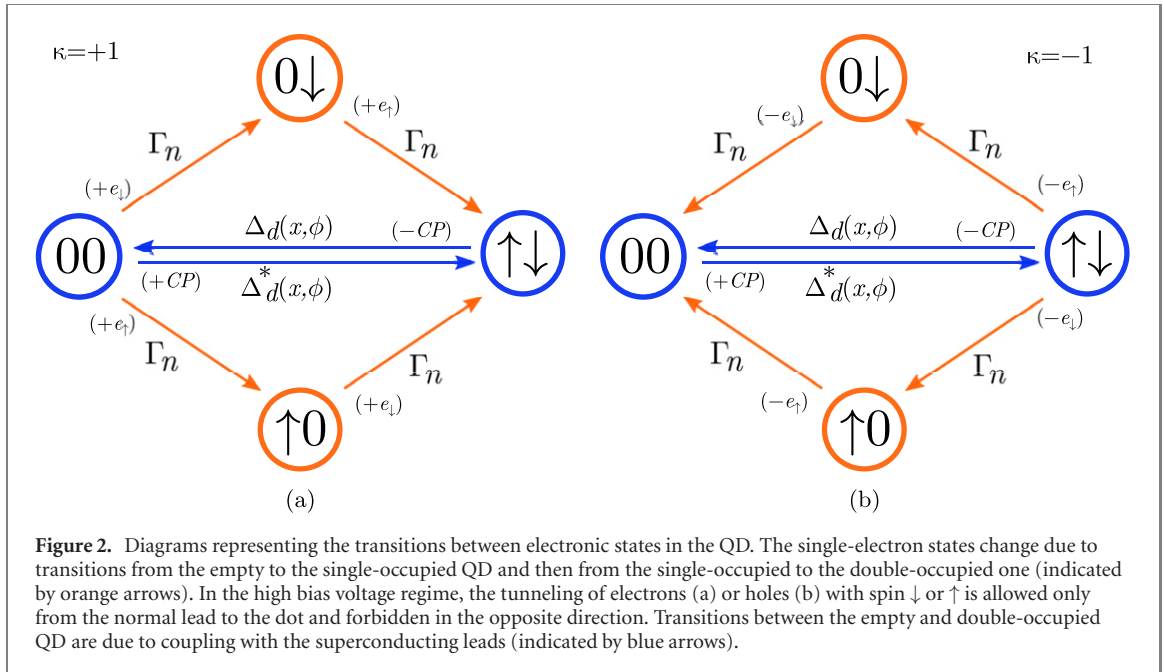 κ=+1
κ=−1
0↓
0↓
(+e↑)
(−e↓)
Γn
Γn
Γn
Γn
(+e↓)
(−e↑)
Δd(x,ϕ)
(−CP)
Δd(x,ϕ)
(−CP)
00
↑↓
00
↑↓
(+CP)
Δ*d(x,ϕ)
(+CP)
Δ*d(x,ϕ)
(+e↑)
(−e↓)
Γn
Γn
Γn
Γn
(+e↓)
(−e↑)
↑0
↑0
(a)
(b)
Figure 2. Diagrams representing the transitions between electronic states in the QD. The single-electron states change due to
transitions from the empty to the single-occupied QD and then from the single-occupied to the double-occupied one (indicated
by orange arrows). In the high bias voltage regime, the tunneling of electrons (a) or holes (b) with spin ↓ or ↑ is allowed only
from the normal lead to the dot and forbidden in the opposite direction. Transitions between the empty and double-occupied
QD are due to coupling with the superconducting leads (indicated by blue arrows).